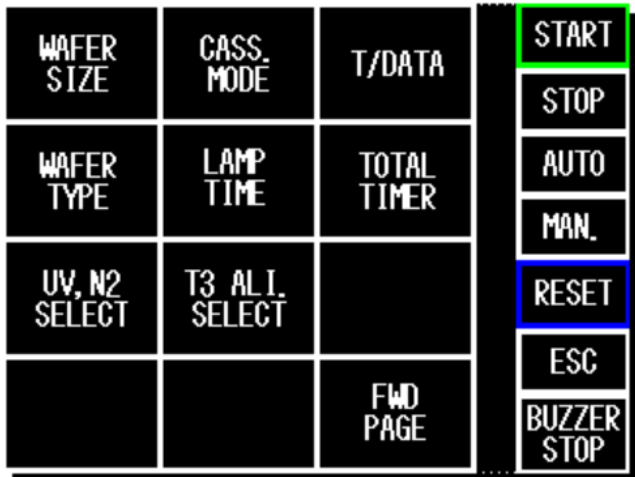 WAFER
SIZE
CASS.
MODE
T/DATA
WAFER
TYPE
LAMP
TIME
TOTAL
TIMER
UV,N2
SELECT
T3 ALI.
SELECT
FWD
PAGE
START
STOP
AUTO
MAN.
RESET
ESC
BUZZER
STOP